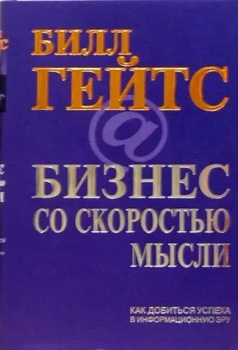 БИЛЛ
ГЕЙТС
@
БИЗНЕС
СО СКОРОСТЬЮ
МЫСЛИ
КАК ДОБИТЬСЯ УСПЕХА
В ИНФОРМАЦИОННУЮ ЭРУ